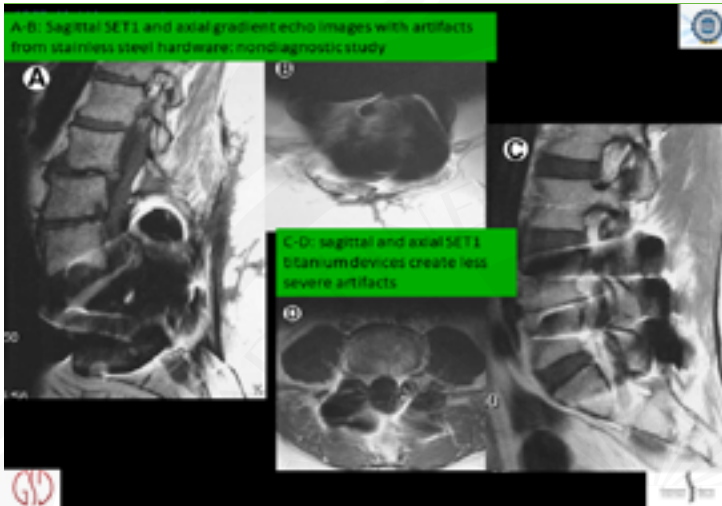 A-B: Sagittal SET1 and axial gradient echo images with artifacts
from stainless steel hardware: nondiagnostic study
A
B
C
C-D: sagittal and axial SET1
titanium devices create less
severe artifacts
D